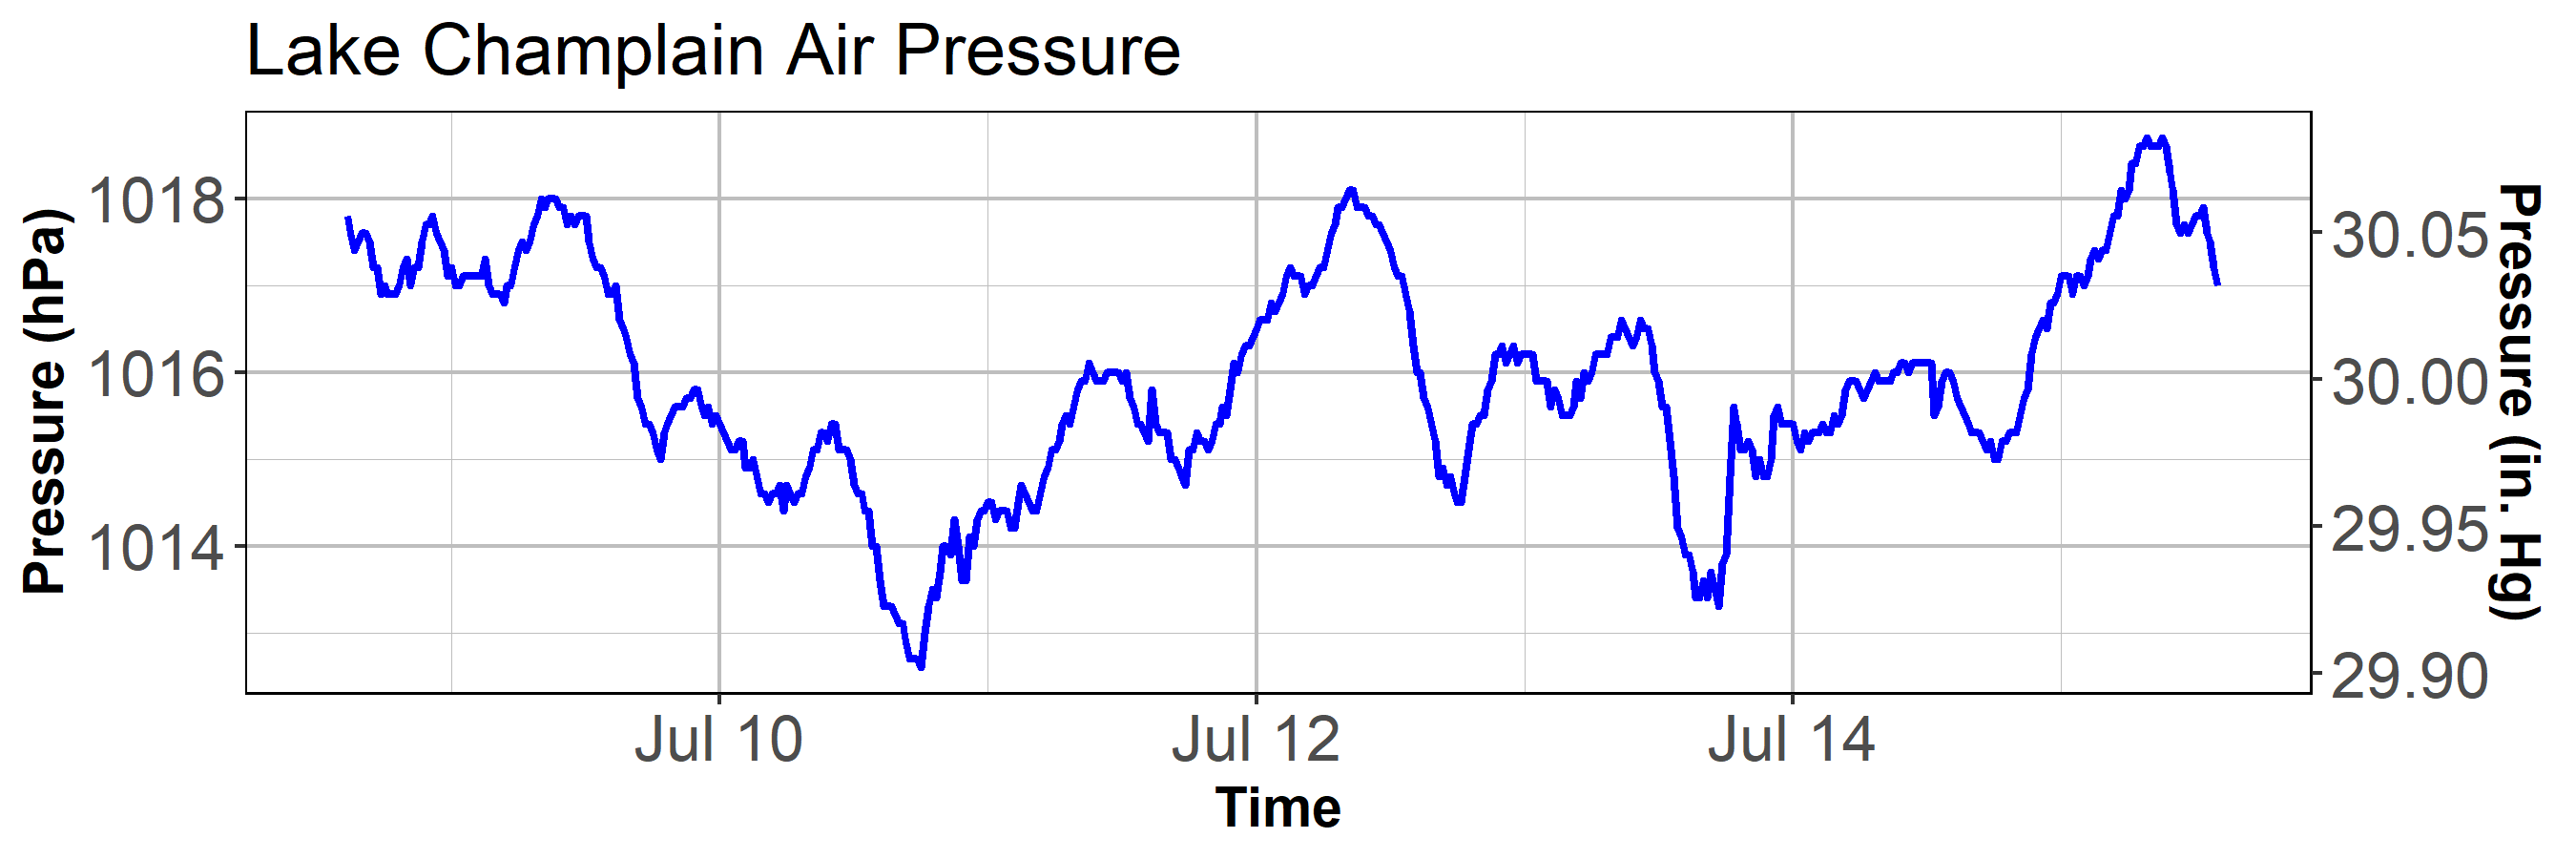 Lake Champlain Air Pressure
Pressure (hPa)
1018
1016
1014
30.05
30.00
29.95
29.90
Pressure (in. Hg)
Jul 10
Jul 12
Jul 14
Time